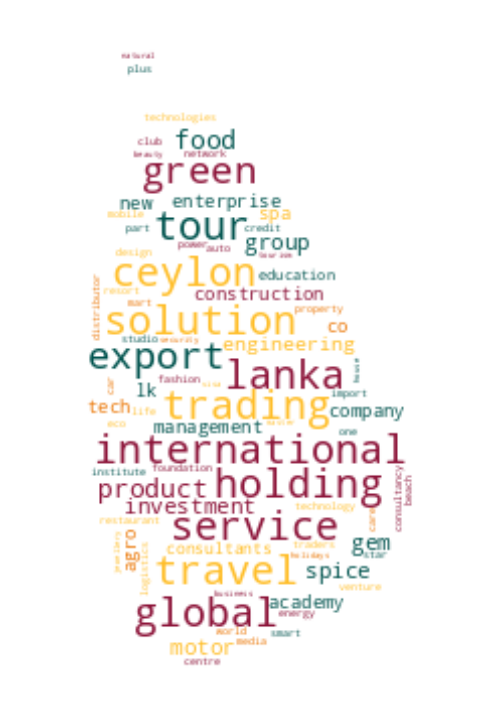 natural
plus
technologies
club food
beauty network
green
new enterprise
mobile tour spa
part credit
power auto group
design tourism
ceylon education
distributor resort construction
mart property
solution co
studio security engineering
export house
car fashion lanka
lk import
tech life trading company
eco management one
international
institute foundation consultancy
product holding beach
investment technology
restaurant service care
jewellery agro consultants traders gem
logistics holidays star
travel spice
venture
business academy
global energy
world smart
motor media
centre